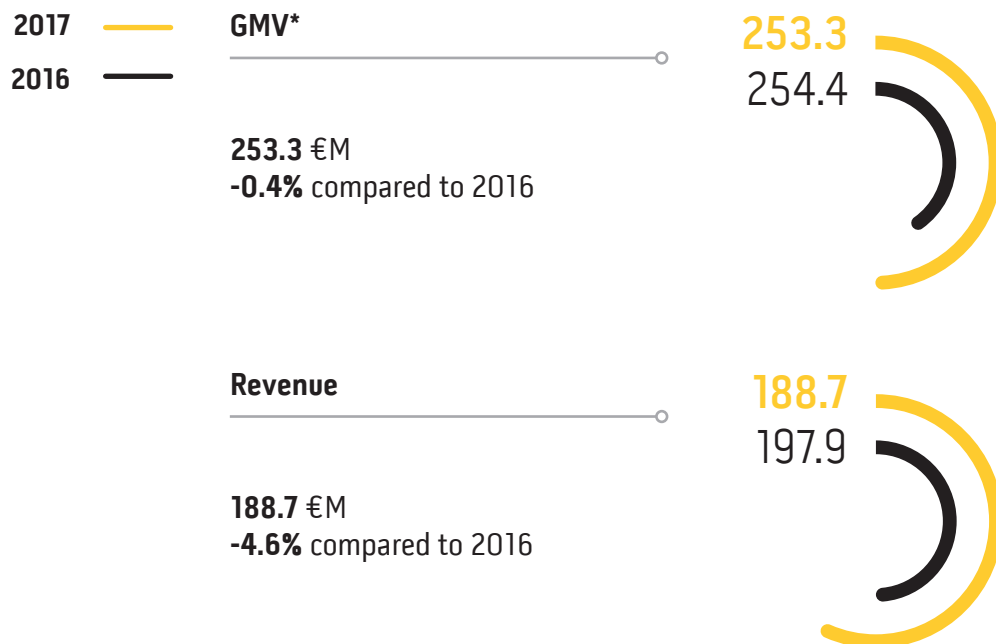 2017
2016
GMV*
253.3
254.4
253.3 €M
-0.4% compared to 2016
Revenue
188.7
197.9
188.7 €M
-4.6% compared to 2016